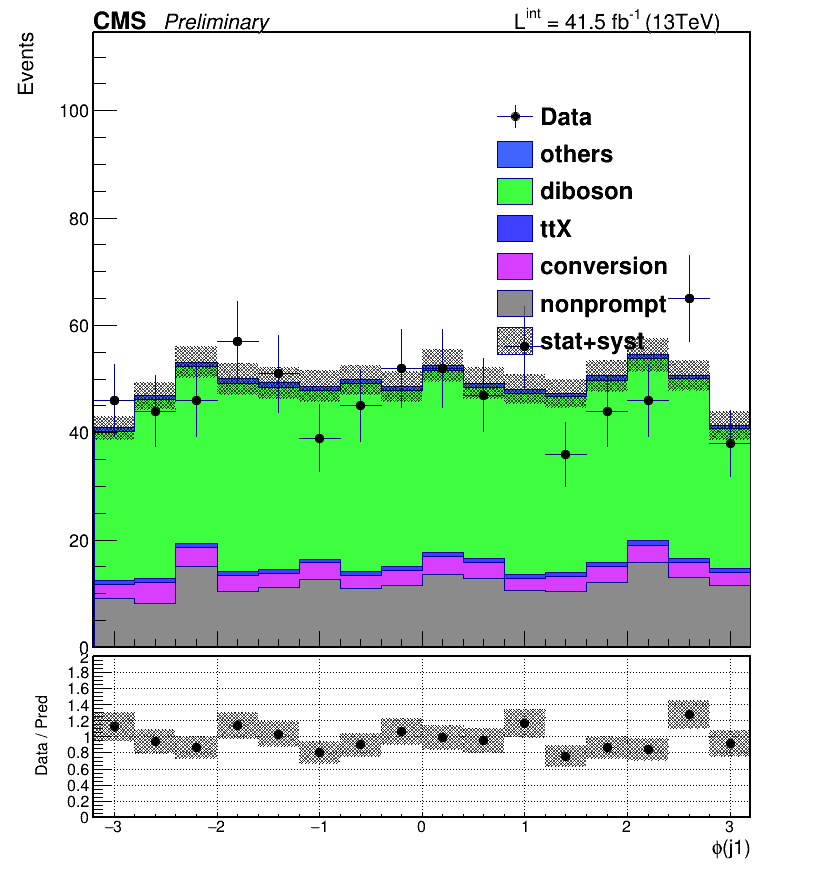 CMS Preliminary L^int = 41.5 fb^-1 (13TeV)
Events
100
80
60
40
20
0
Data
others
diboson
ttX
conversion
nonprompt
stat+syst
Data / Pred
2
1.8
1.6
1.4
1.2
1
0.8
0.6
0.4
0.2
0
−3 −2 −1 0 1 2 3
ϕ(j1)